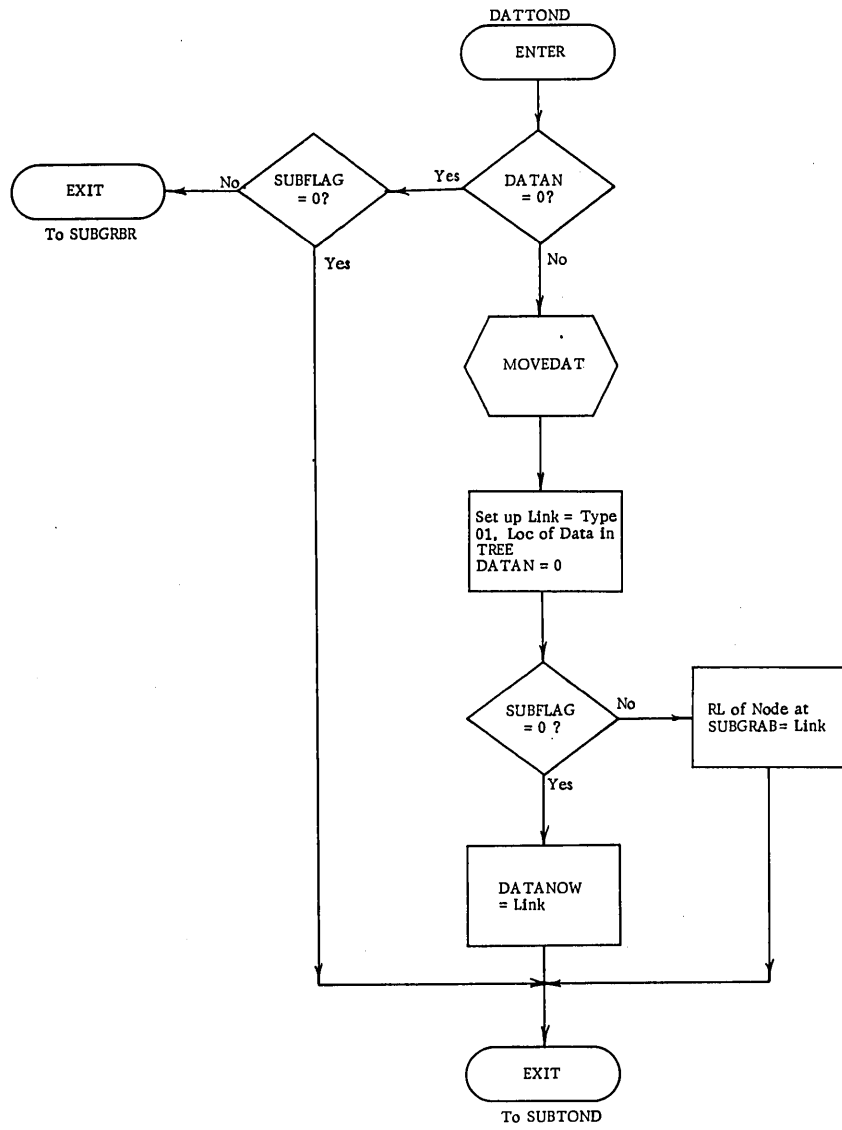 DATTOND
ENTER
DATAN
= 0?
Yes
No
SUBFLAG
= 0?
No
Yes
EXIT
To SUBGRBR
MOVEDAT
Set up Link = Type
01, Loc of Data in
TREE
DATAN = 0
SUBFLAG
= 0 ?
No
Yes
RL of Node at
SUBGRAB= Link
DATANOW
= Link
EXIT
To SUBTOND